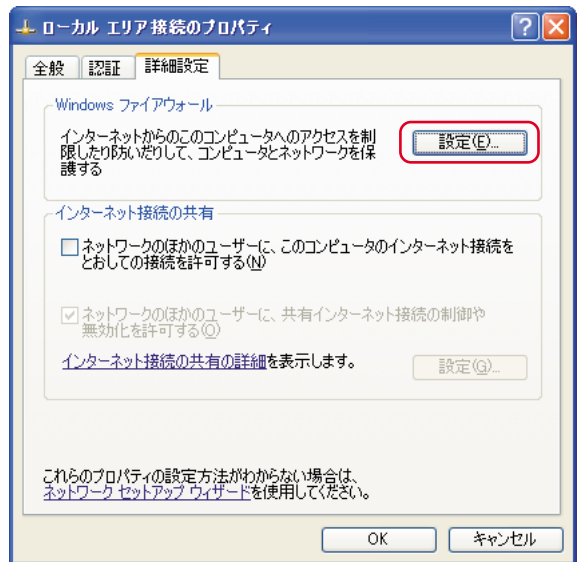 ローカル エリア接続のプロパティ
全般 認証 詳細設定
Windows ファイアウォール
インターネットからのこのコンピュータへのアクセスを制
限したり防いだりして、コンピュータとネットワークを保
護する
設定(E)...
インターネット接続の共有
ネットワークのほかのユーザーに、このコンピュータのインターネット接続を
とおしての接続を許可する(N)
ネットワークのほかのユーザーに、共有インターネット接続の制御や
無効化を許可する(O)
インターネット接続の共有の詳細を表示します。
設定(G)...
これらのプロパティの設定方法がわからない場合は、
ネットワーク セットアップ ウィザードを使用してください。
OK キャンセル